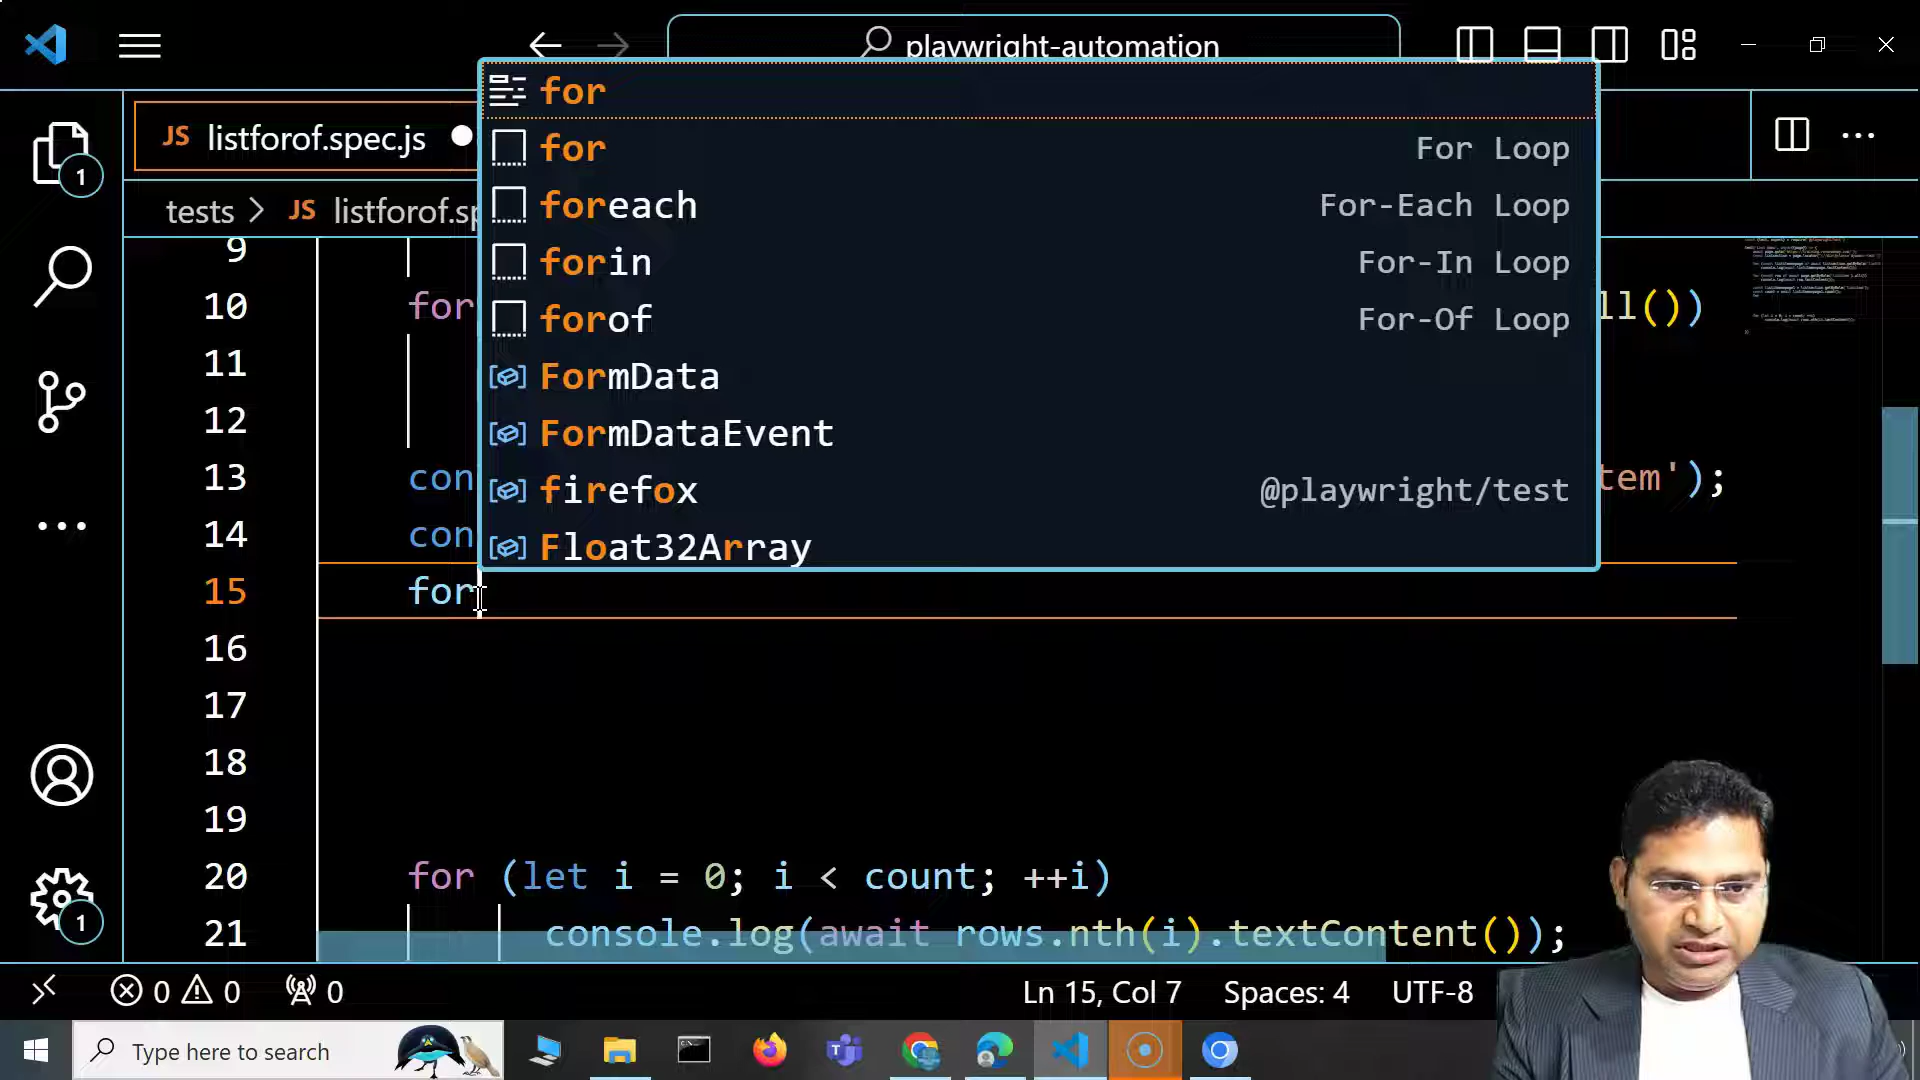 playwright-automation
JS listforof.spec.js
tests > JS listforof.sp
for
for For Loop
foreach For-Each Loop
forin For-In Loop
forof For-Of Loop
FormData
FormDataEvent
firefox @playwright/test
Float32Array
9
10 for ll())
11
12
13 con tem');
14 con
15 for
16
17
18
19
20 for (let i = 0; i < count; ++i)
21 console.log(await rows.nth(i).textContent());
1
1
0 0 0 Ln 15, Col 7 Spaces: 4 UTF-8
Type here to search